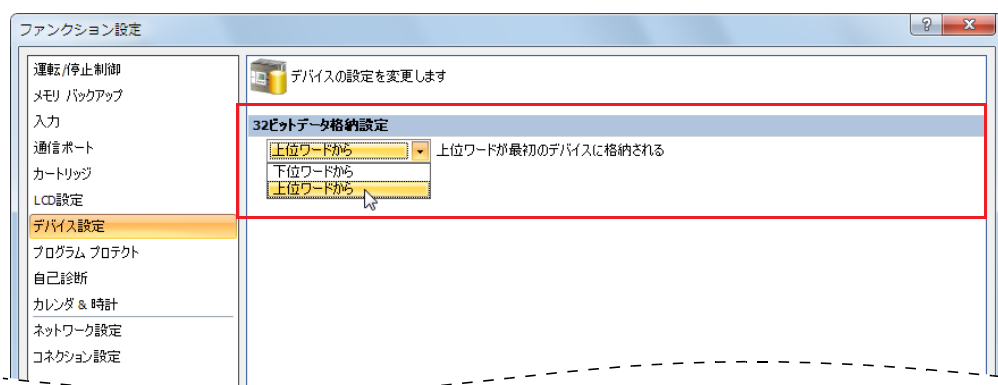 ファンクション設定
?
運転/停止制御
メモリ バックアップ
入力
通信ポート
カートリッジ
LCD設定
デバイス設定
プログラム プロテクト
自己診断
カレンダ & 時計
ネットワーク設定
コネクション設定
デバイスの設定を変更します
32ビットデータ格納設定
上位ワードから 上位ワードが最初のデバイスに格納される
下位ワードから
上位ワードから